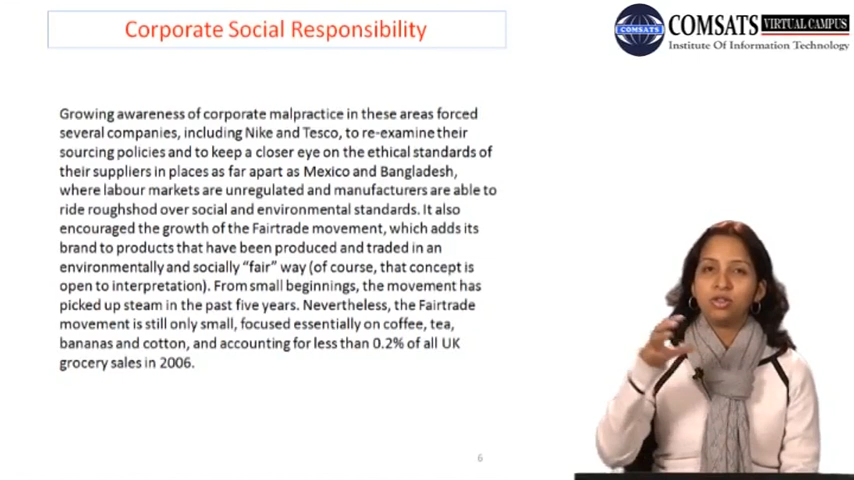 Corporate Social Responsibility
COMSATS
COMSATS VIRTUAL CAMPUS
Institute Of Information Technology
Growing awareness of corporate malpractice in these areas forced
several companies, including Nike and Tesco, to re-examine their
sourcing policies and to keep a closer eye on the ethical standards of
their suppliers in places as far apart as Mexico and Bangladesh,
where labour markets are unregulated and manufacturers are able to
ride roughshod over social and environmental standards. It also
encouraged the growth of the Fairtrade movement, which adds its
brand to products that have been produced and traded in an
environmentally and socially “fair” way (of course, that concept is
open to interpretation). From small beginnings, the movement has
picked up steam in the past five years. Nevertheless, the Fairtrade
movement is still only small, focused essentially on coffee, tea,
bananas and cotton, and accounting for less than 0.2% of all UK
grocery sales in 2006.
6